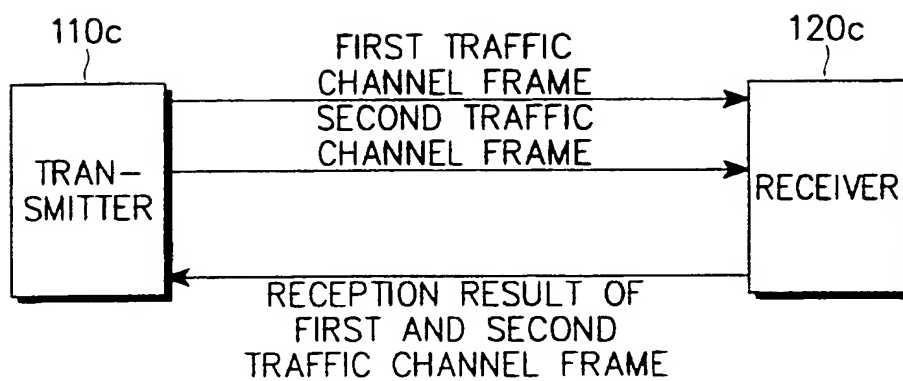 110c
120c
FIRST TRAFFIC
CHANNEL FRAME
SECOND TRAFFIC
CHANNEL FRAME
TRAN-
SMITTER
RECEIVER
RECEPTION RESULT OF
FIRST AND SECOND
TRAFFIC CHANNEL FRAME